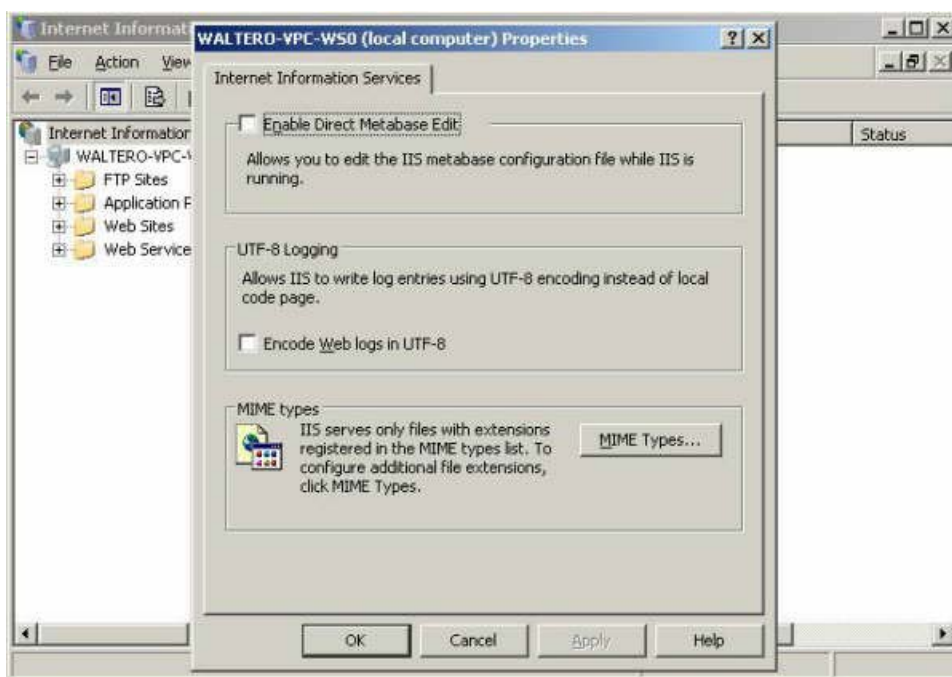 Internet Informat
WALTERO-VPC-WS0 (local computer) Properties
File Action View
Internet Information Services
Internet Information
Status
WALTERO-VPC-W
FTP Sites
Application P
Web Sites
Web Service
Enable Direct Metabase Edit
Allows you to edit the IIS metabase configuration file while IIS is
running.
UTF-8 Logging
Allows IIS to write log entries using UTF-8 encoding instead of local
code page.
Encode Web logs in UTF-8
MIME types
IIS serves only files with extensions
registered in the MIME types list. To
configure additional file extensions,
click MIME Types.
MIME Types...
OK Cancel Apply Help